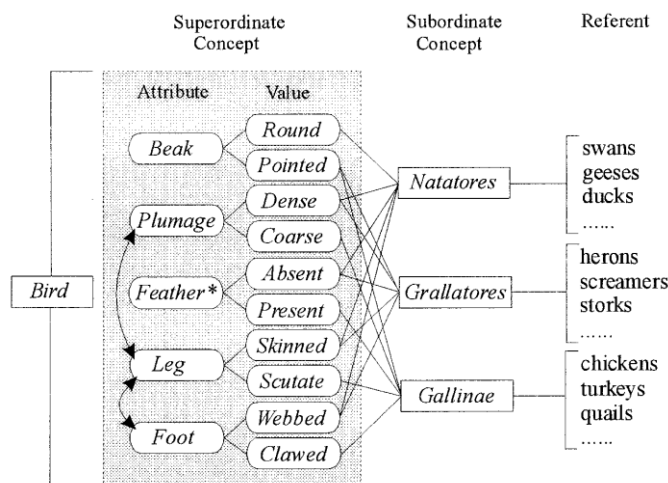 Superordinate
Concept
Subordinate
Concept
Referent
Attribute
Value
Bird
Beak
Plumage
Feather*
Leg
Foot
Round
Pointed
Dense
Coarse
Absent
Present
Skinned
Scutate
Webbed
Clawed
Natatores
Grallatores
Gallinae
swans
geeses
ducks
......
herons
screamers
storks
......
chickens
turkeys
quails
......